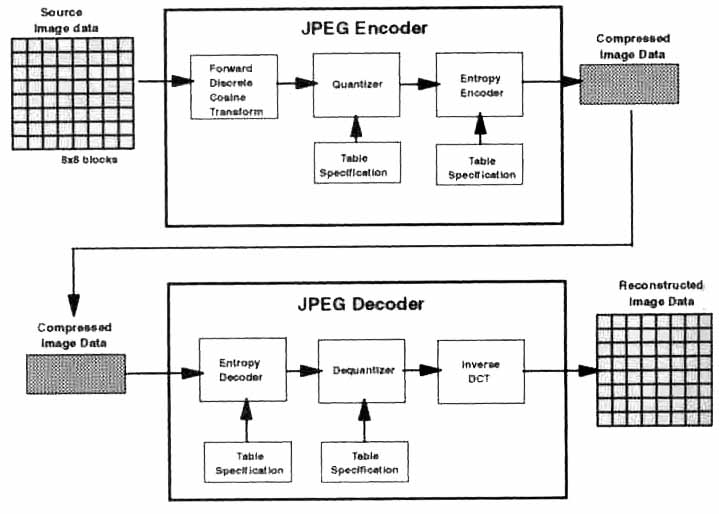 Source
Image data
8x8 blocks
JPEG Encoder
Forward
Discrete
Cosine
Transform
Quantizer
Entropy
Encoder
Table
Specification
Table
Specification
Compressed
Image Data
Compressed
Image Data
JPEG Decoder
Entropy
Decoder
Dequantizer
Inverse
DCT
Table
Specification
Table
Specification
Reconstructed
Image Data